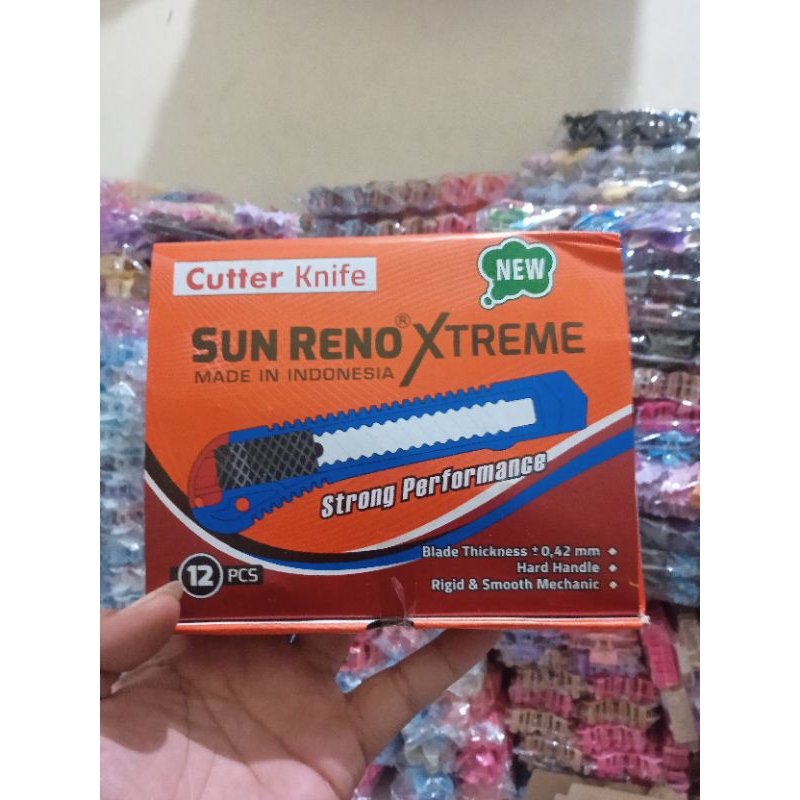 Cutter Knife
NEW
SUN RENO® XTREME
MADE IN INDONESIA
Strong Performance
Blade Thickness ± 0,42 mm
Hard Handle
Rigid & Smooth Mechanic
12 PCS